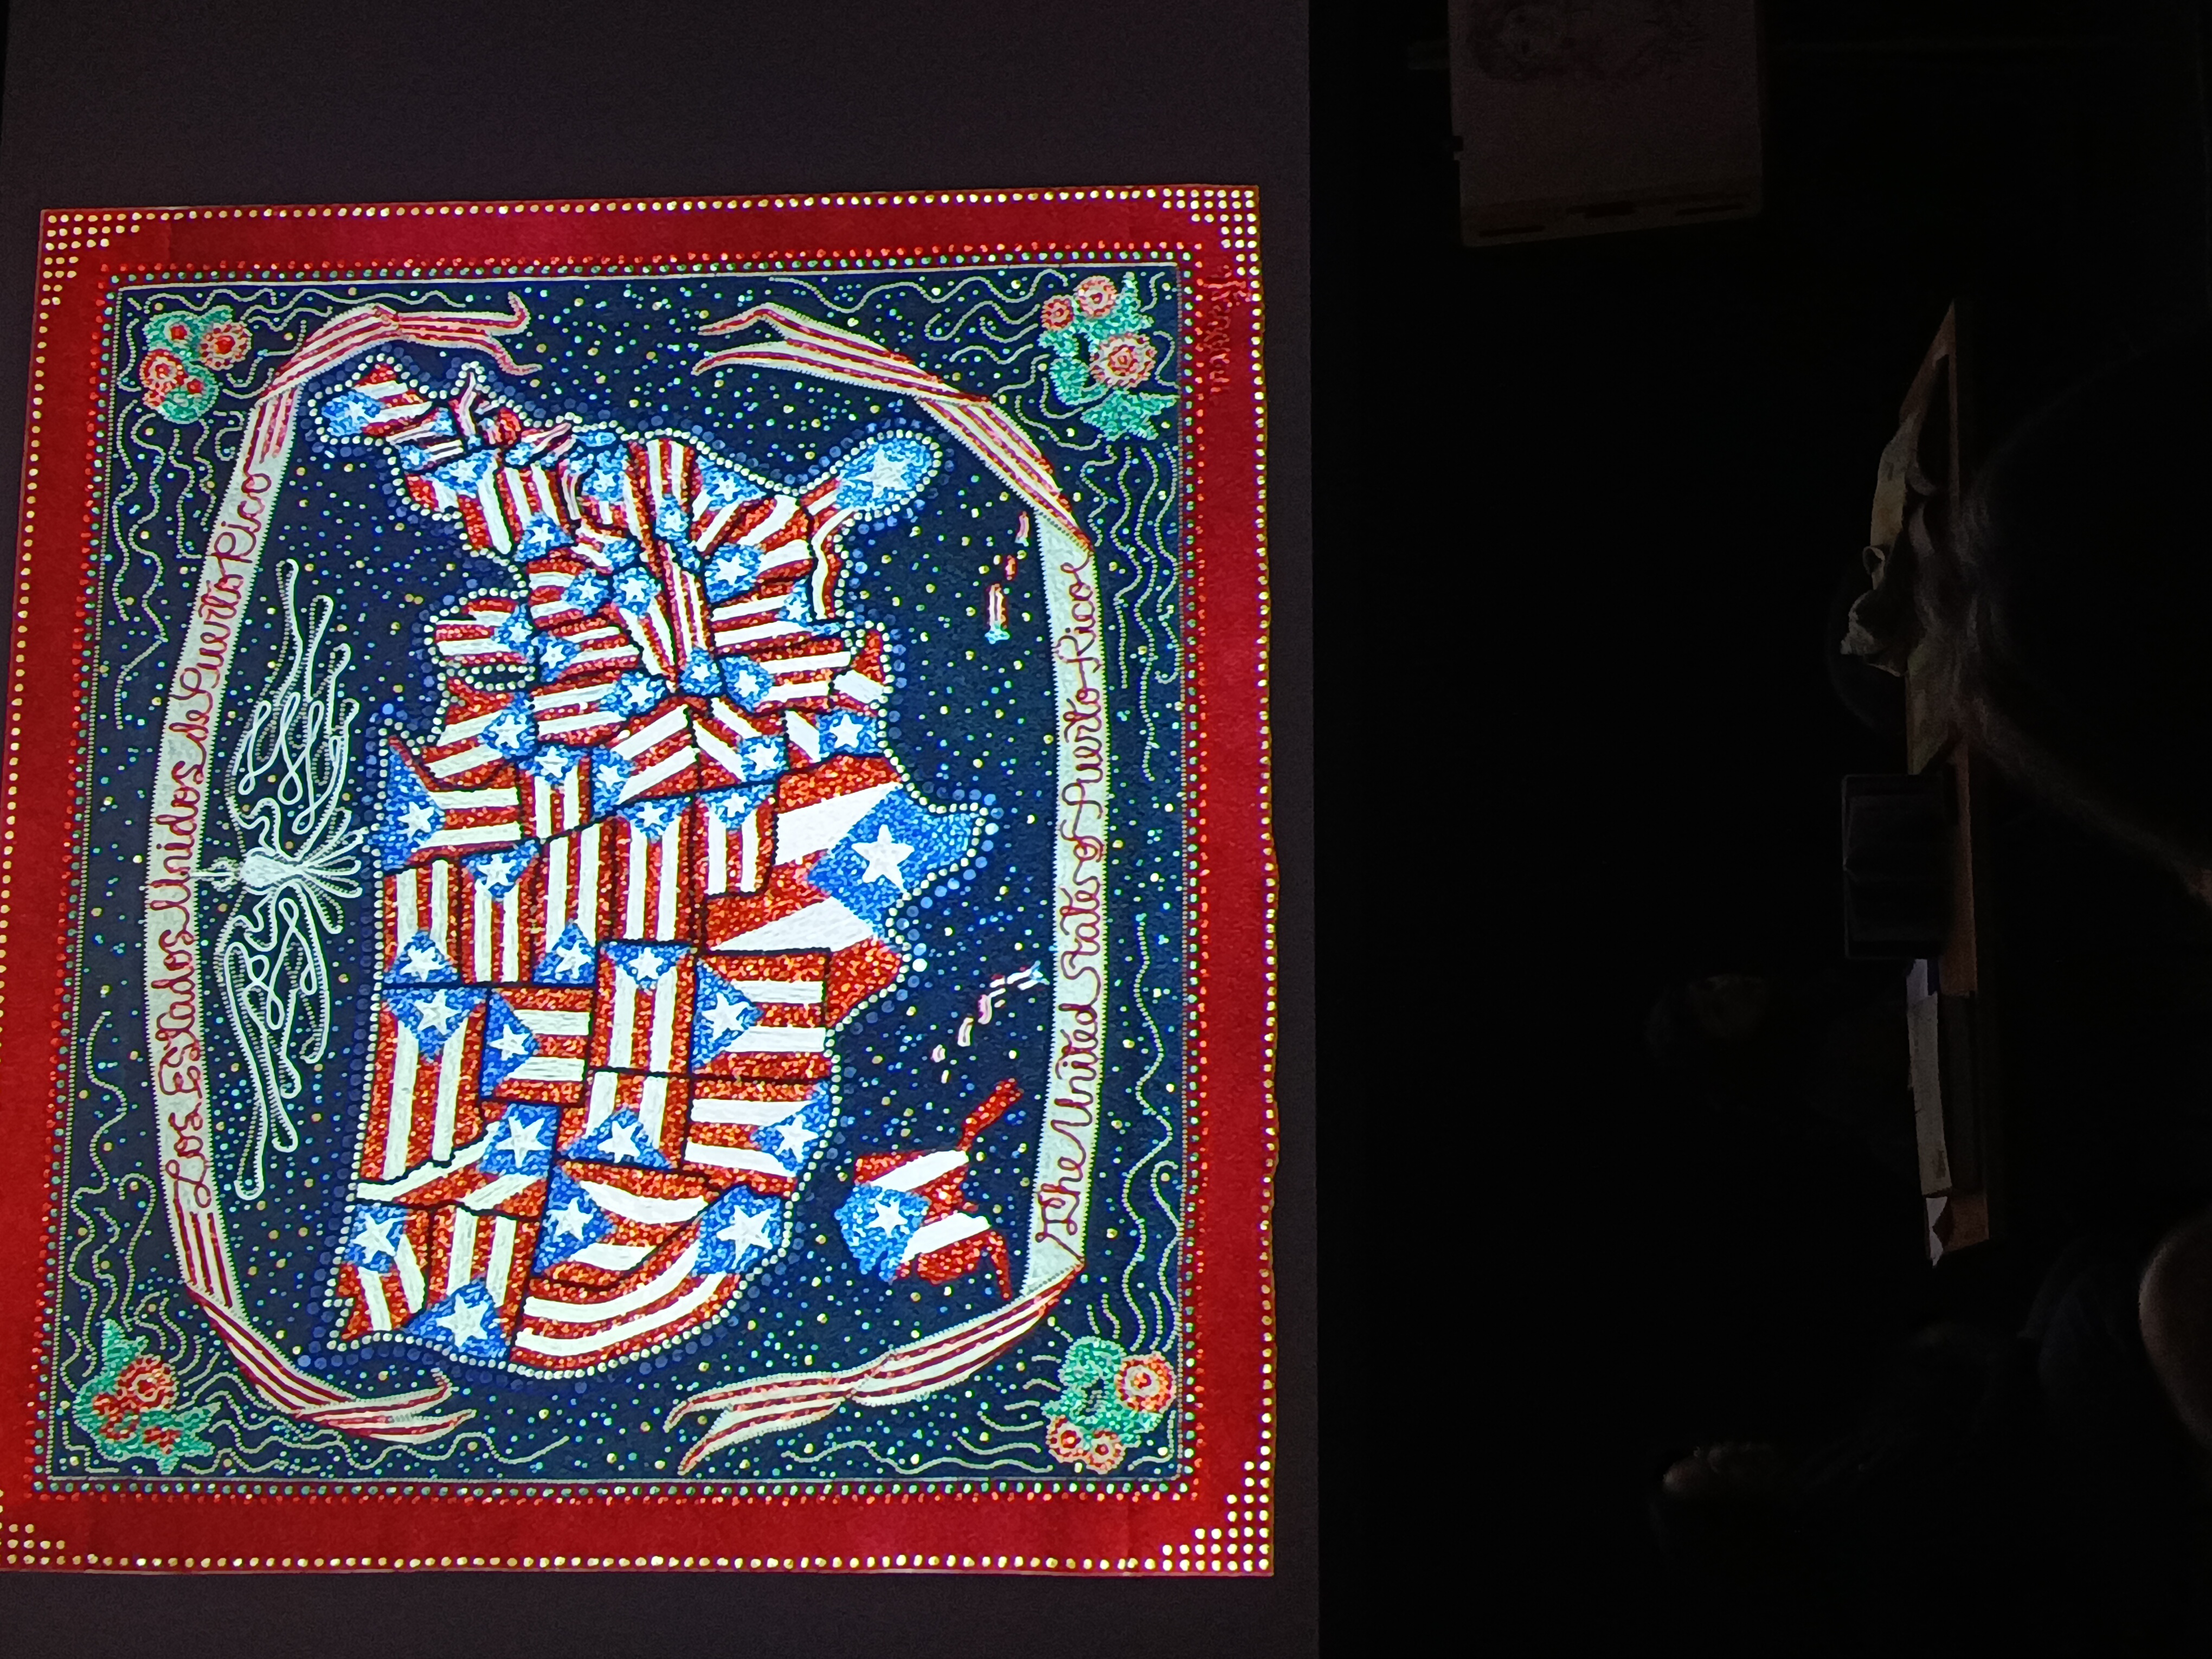 Los Estados Unidos de Puerto Rico
The United States of Puerto Rico